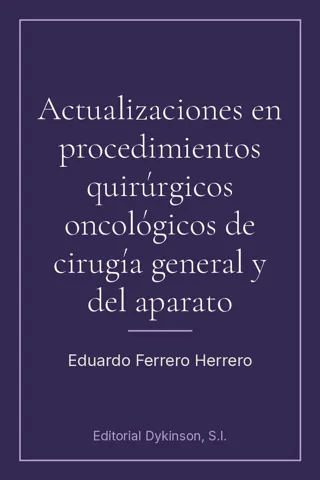 Actualizaciones en
procedimientos
quirúrgicos
oncológicos de
cirugía general y
del aparato
Eduardo Ferrero Herrero
Editorial Dykinson, S.l.